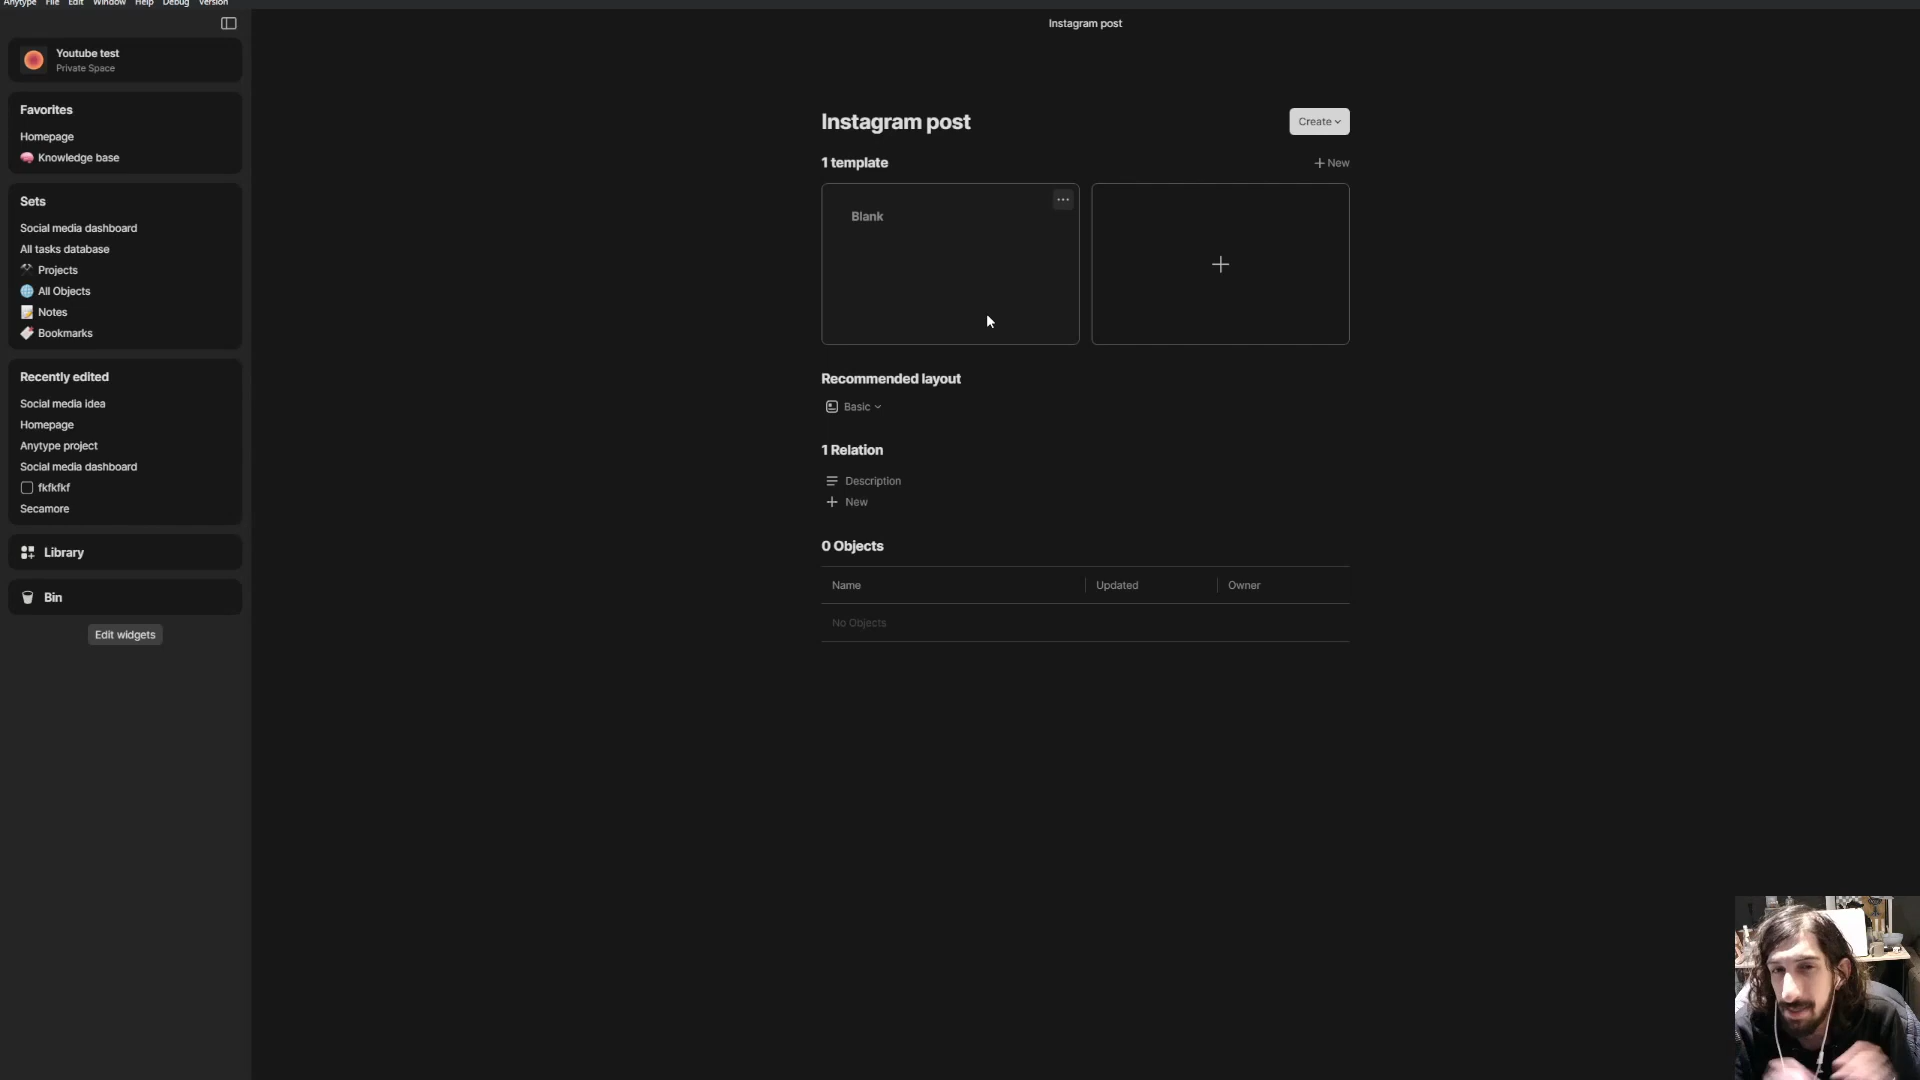 Anytype File Edit Window Help Debug Version
Instagram post
Youtube test
Private Space
Favorites
Homepage
Knowledge base
Sets
Social media dashboard
All tasks database
Projects
All Objects
Notes
Bookmarks
Recently edited
Social media idea
Homepage
Anytype project
Social media dashboard
fkfkfkf
Secamore
Library
Bin
Edit widgets
Instagram post
Create
1 template
New
Blank
Recommended layout
Basic
1 Relation
Description
New
0 Objects
Name Updated Owner
No Objects